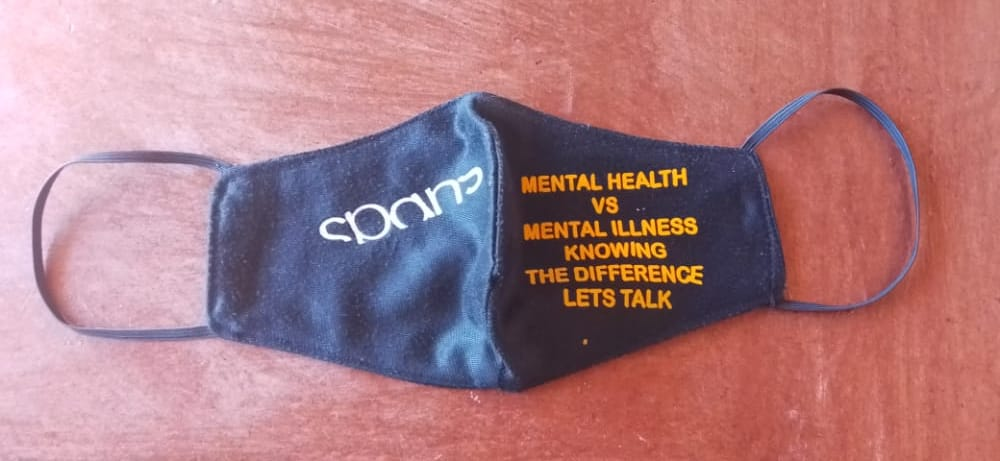 MENTAL HEALTH
VS
MENTAL ILLNESS
KNOWING
THE DIFFERENCE
LETS TALK